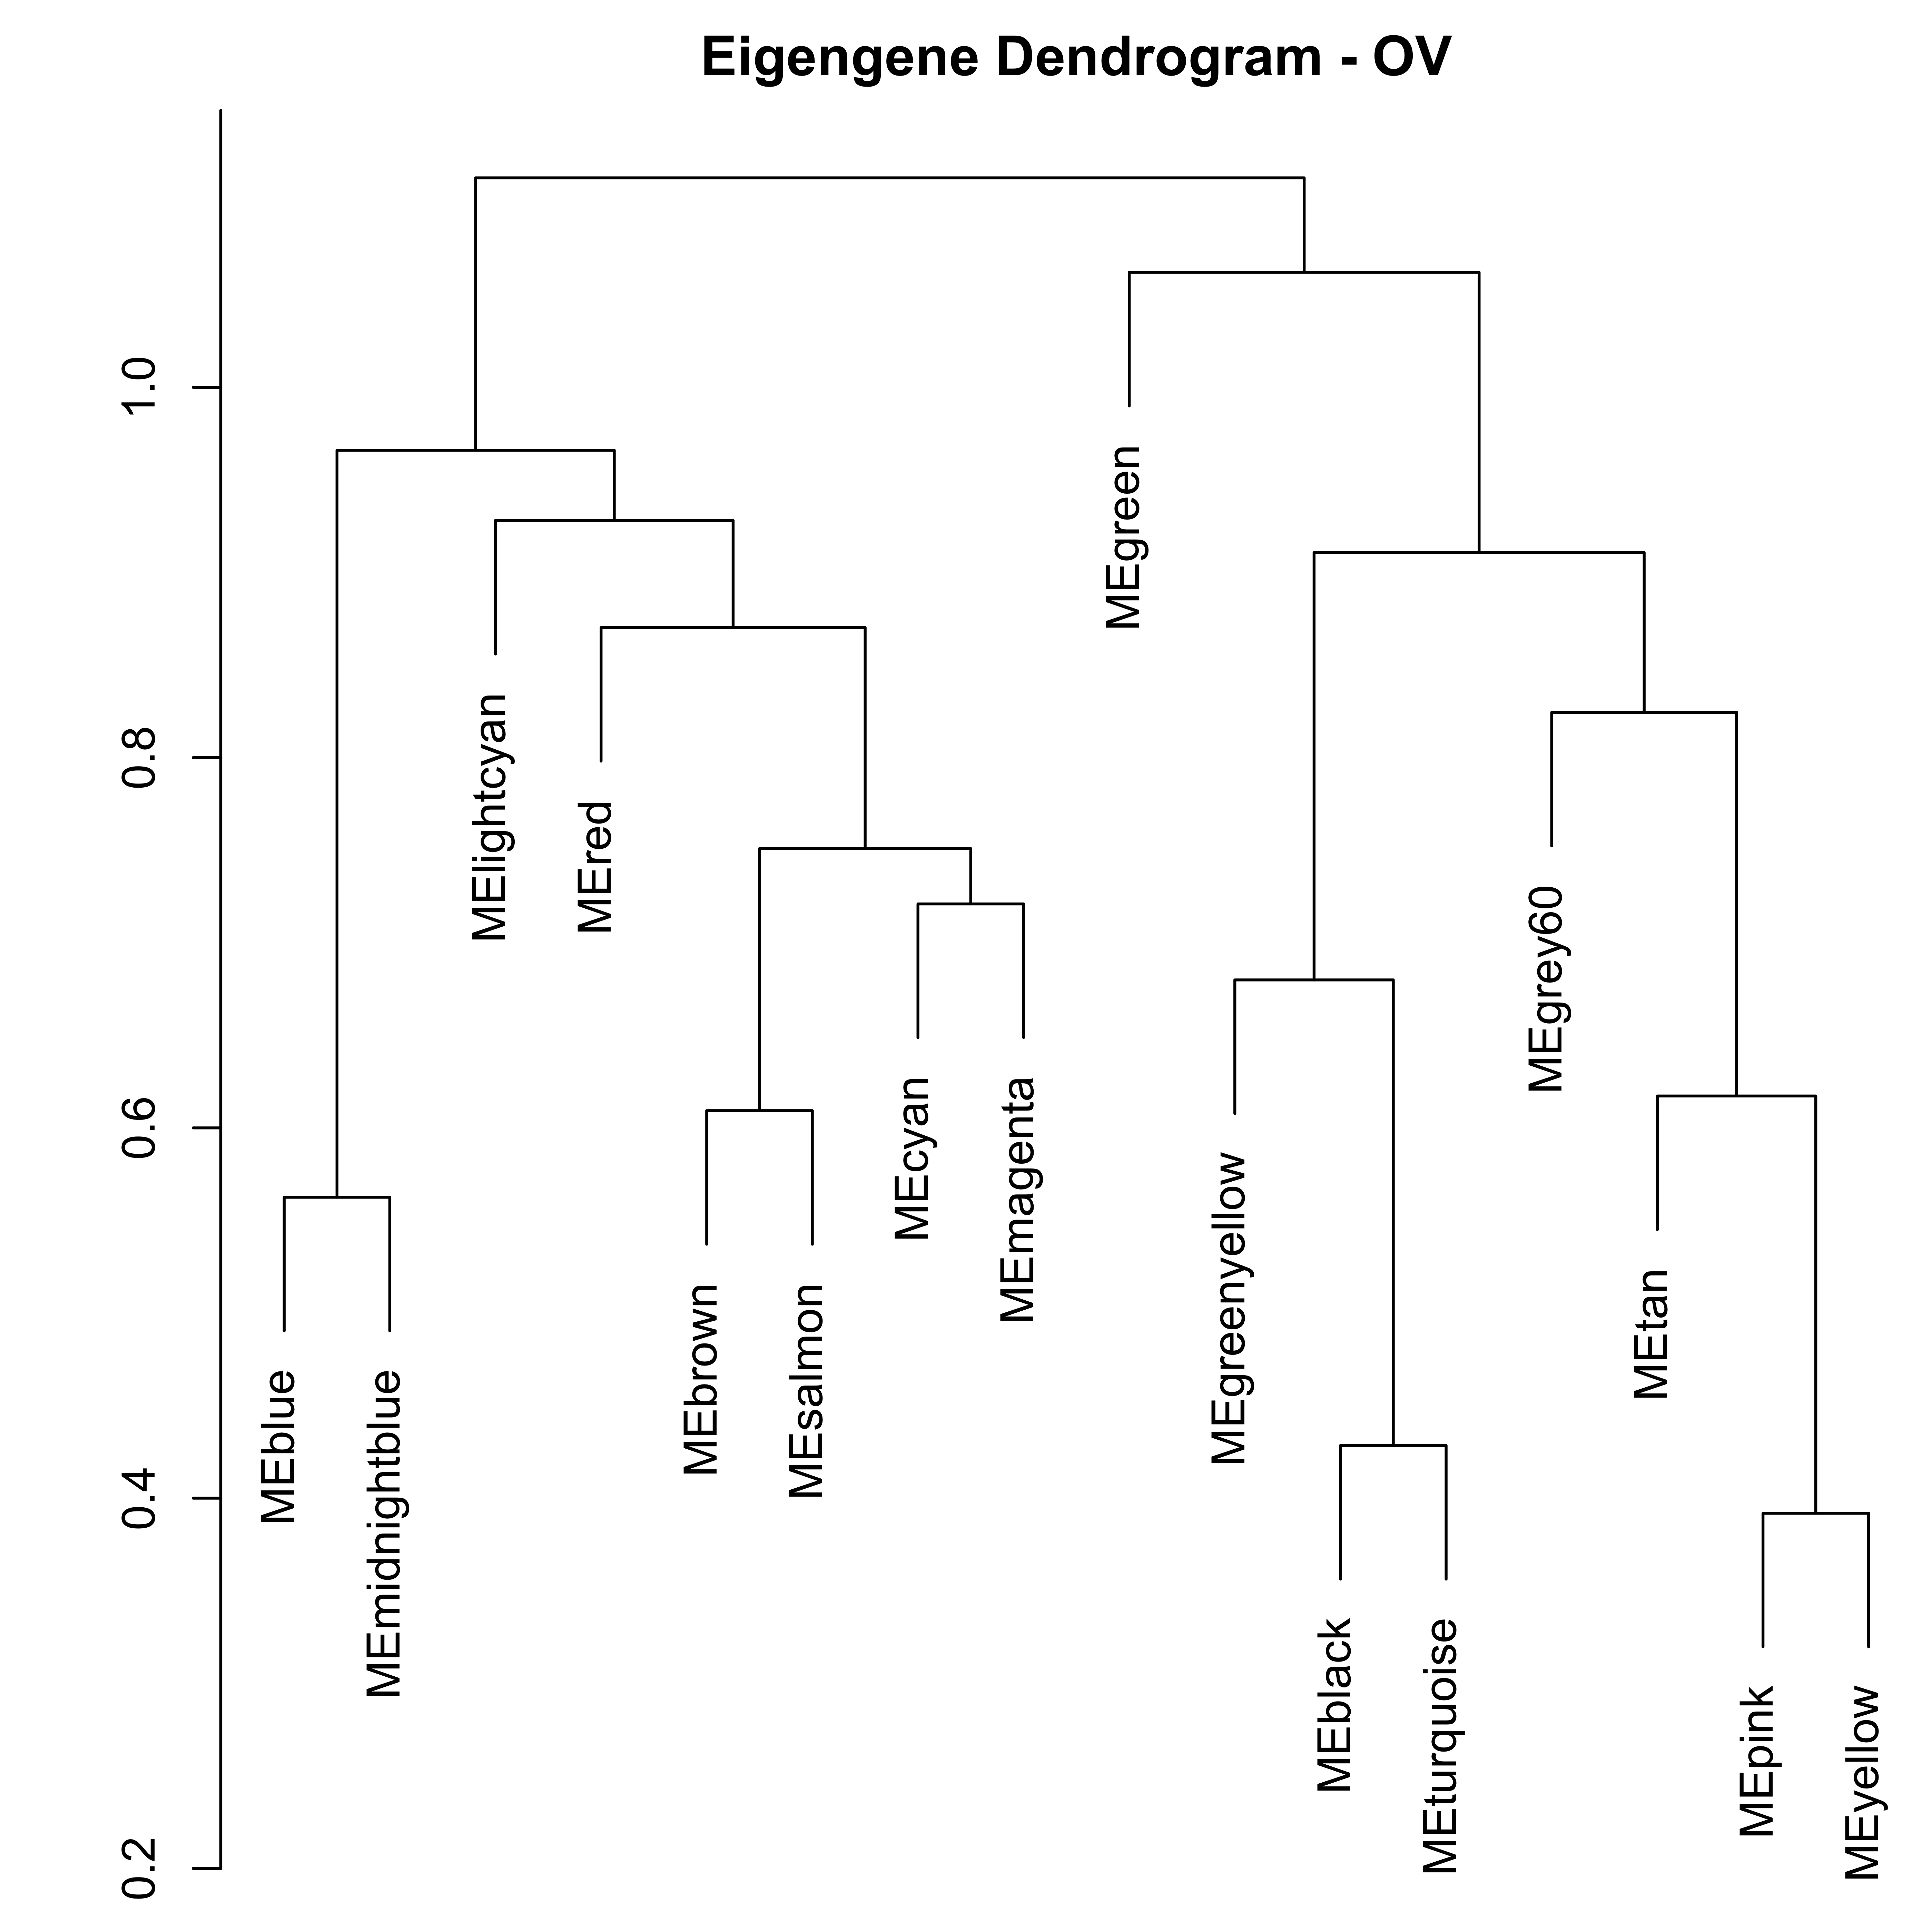 Eigengene Dendrogram - OV
1.0
0.8
0.6
0.4
0.2
MEblue
MEmidnightblue
MElightcyan
MEred
MEbrown
MEsalmon
MEcyan
MEmagenta
MEgreen
MEgreenyellow
MEblack
MEturquoise
MEgrey60
MEtan
MEpink
MEyellow